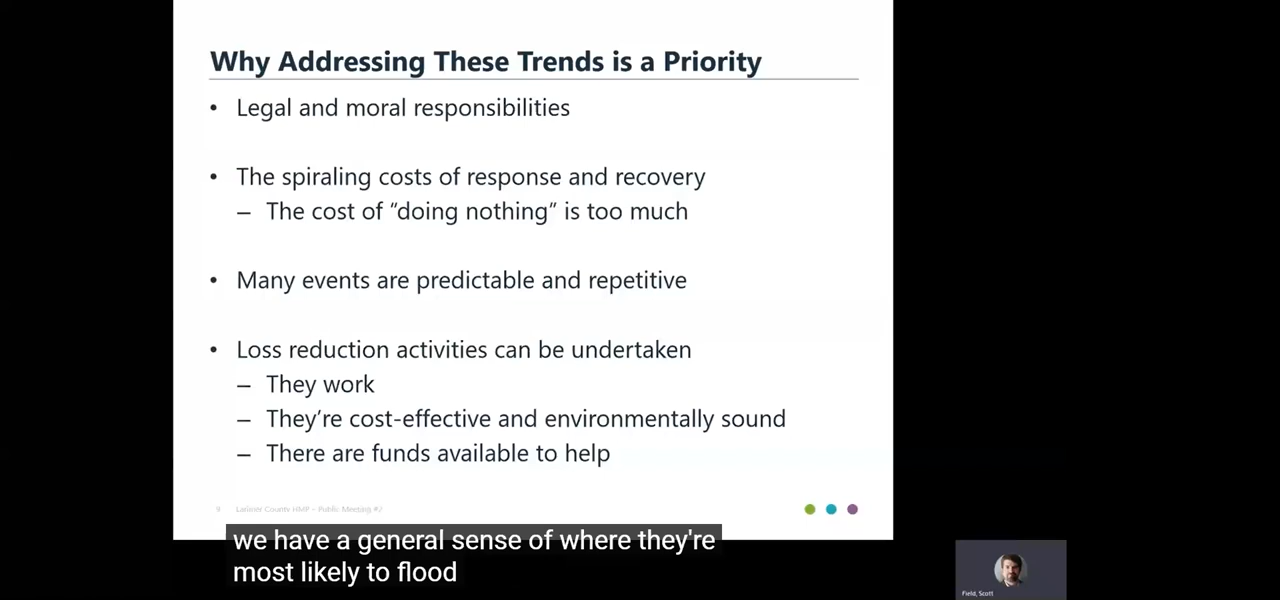 Why Addressing These Trends is a Priority
• Legal and moral responsibilities
• The spiraling costs of response and recovery
– The cost of “doing nothing” is too much
• Many events are predictable and repetitive
• Loss reduction activities can be undertaken
– They work
– They’re cost-effective and environmentally sound
– There are funds available to help
9 Larimer County HMP – Public Meeting #2
we have a general sense of where they're
most likely to flood
Field, Scott